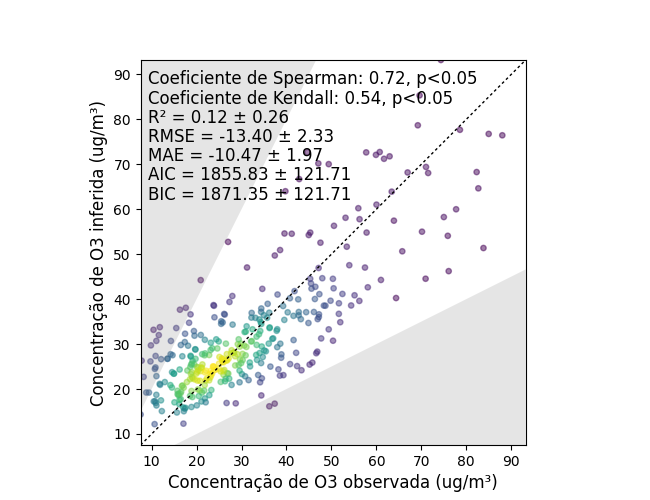 Coeficiente de Spearman: 0.72, p<0.05
Coeficiente de Kendall: 0.54, p<0.05
R² = 0.12 ± 0.26
RMSE = -13.40 ± 2.33
MAE = -10.47 ± 1.97
AIC = 1855.83 ± 121.71
BIC = 1871.35 ± 121.71
Concentração de O3 inferida (ug/m³)
90
80
70
60
50
40
30
20
10
10 20 30 40 50 60 70 80 90
Concentração de O3 observada (ug/m³)